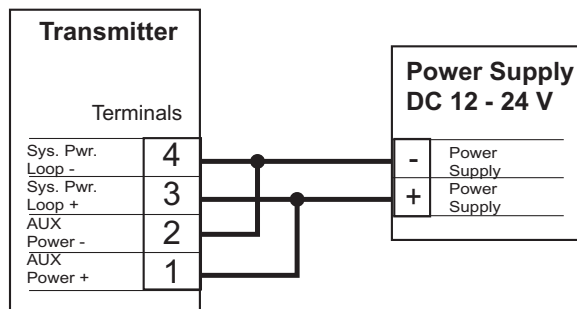 Transmitter
Terminals
Sys. Pwr.
Loop -
4
Sys. Pwr.
Loop +
3
AUX
Power -
2
AUX
Power +
1
Power Supply
DC 12 - 24 V
-
Power
Supply
+
Power
Supply